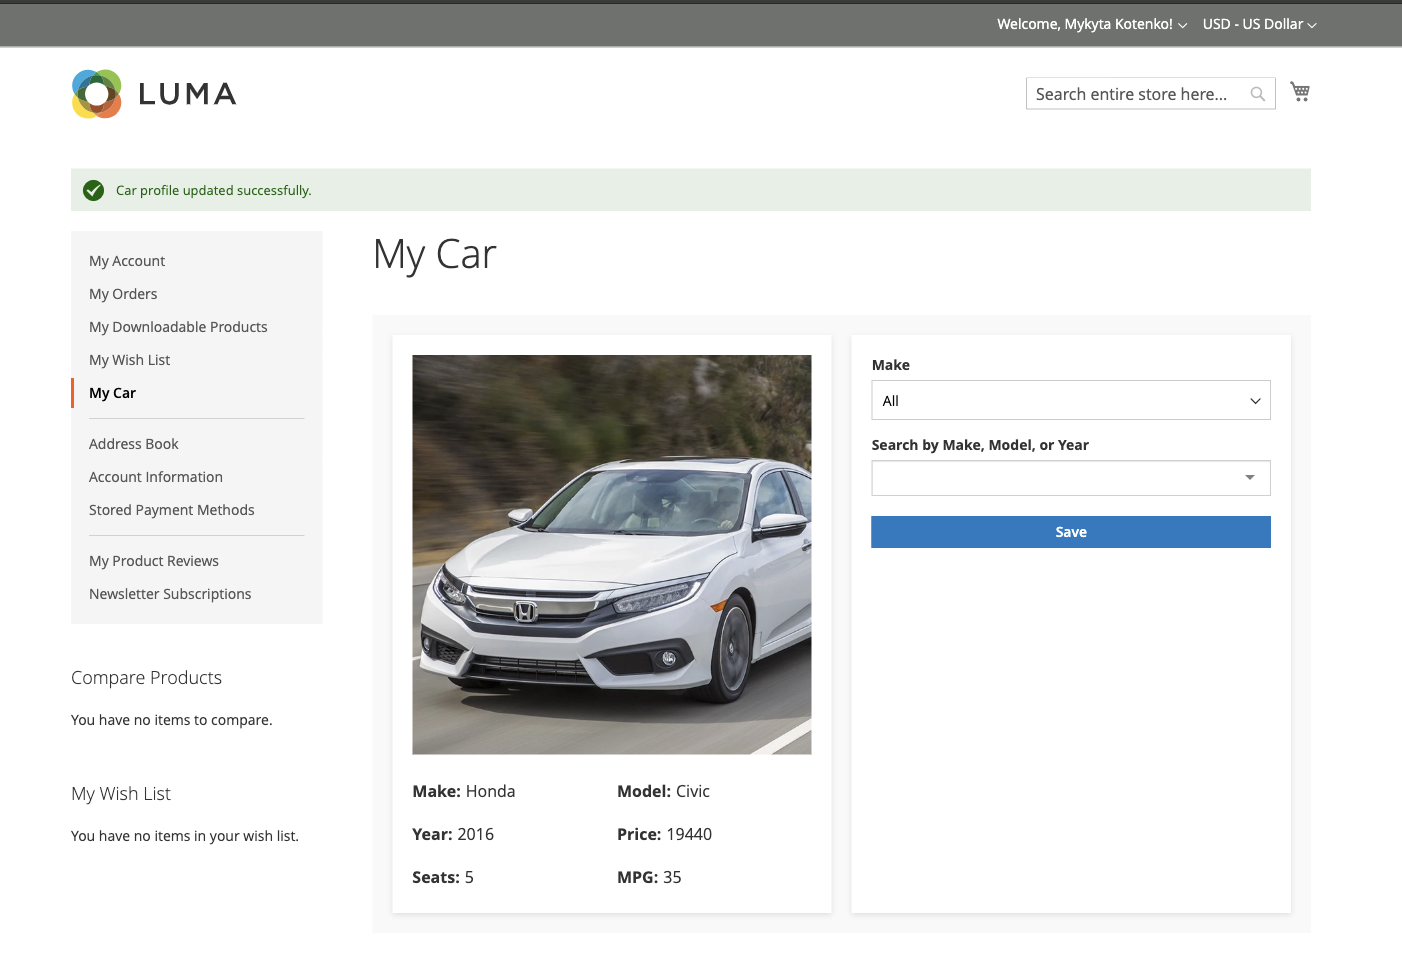 Welcome, Mykyta Kotenko!
USD - US Dollar
LUMA
Search entire store here...
Car profile updated successfully.
My Account
My Orders
My Downloadable Products
My Wish List
My Car
Address Book
Account Information
Stored Payment Methods
My Product Reviews
Newsletter Subscriptions
Compare Products
You have no items to compare.
My Wish List
You have no items in your wish list.
My Car
Make: Honda
Model: Civic
Year: 2016
Price: 19440
Seats: 5
MPG: 35
Make
All
Search by Make, Model, or Year
Save